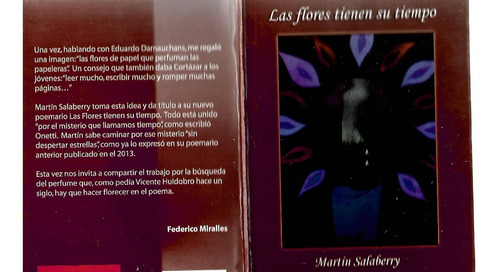 Una vez, hablando con Eduardo Darnauchans, me regaló
una imagen:"las flores de papel que perfuman las
papeleras". Un consejo que también daba Cortázar a los
jóvenes:"leer mucho, escribir mucho y romper muchas
páginas..."
Martín Salaberry toma esta idea y da título a su nuevo
poemario Las Flores tienen su tiempo. Todo está unido
"por el misterio que llamamos tiempo", como escribió
Onetti. Martín sabe caminar por ese misterio "sin
despertar estrellas", como ya lo expresó en su poemario
anterior publicado en el 2013.
Esta vez nos invita a compartir el trabajo por la búsqueda
del perfume que, como pedía Vicente Huidobro hace un
siglo, hay que hacer florecer en el poema.
Federico Miralles
Las flores tienen su tiempo
Martín Salaberry